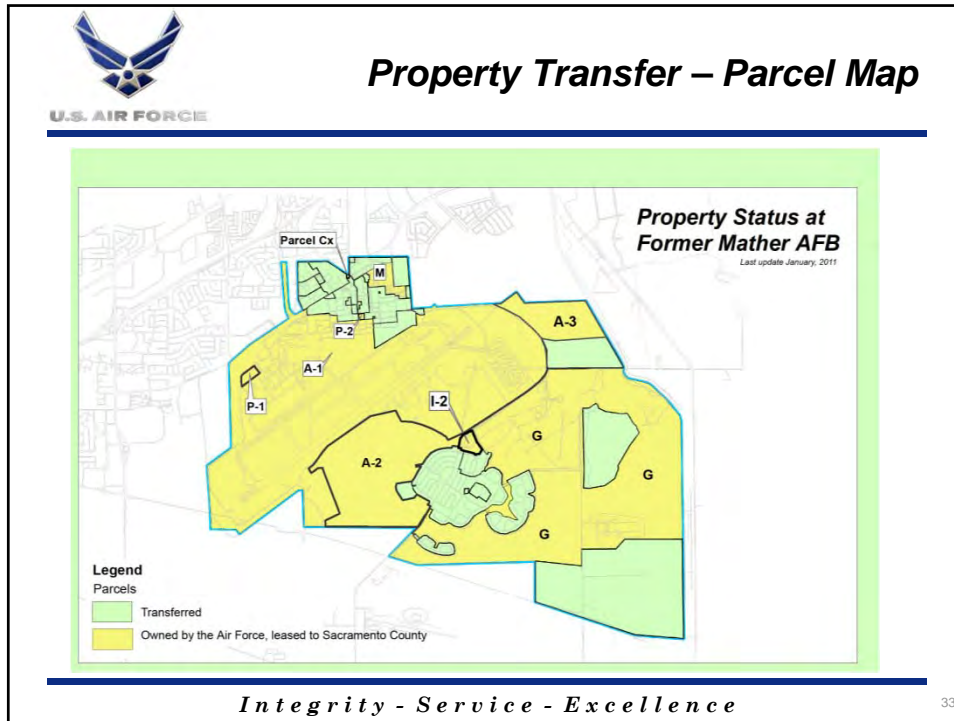 U.S. AIR FORCE
Property Transfer – Parcel Map
Property Status at
Former Mather AFB
Last update January, 2011
Parcel Cx
M
P-2
A-3
A-1
P-1
I-2
G
A-2
G
G
Legend
Parcels
Transferred
Owned by the Air Force, leased to Sacramento County
Integrity - Service - Excellence
33